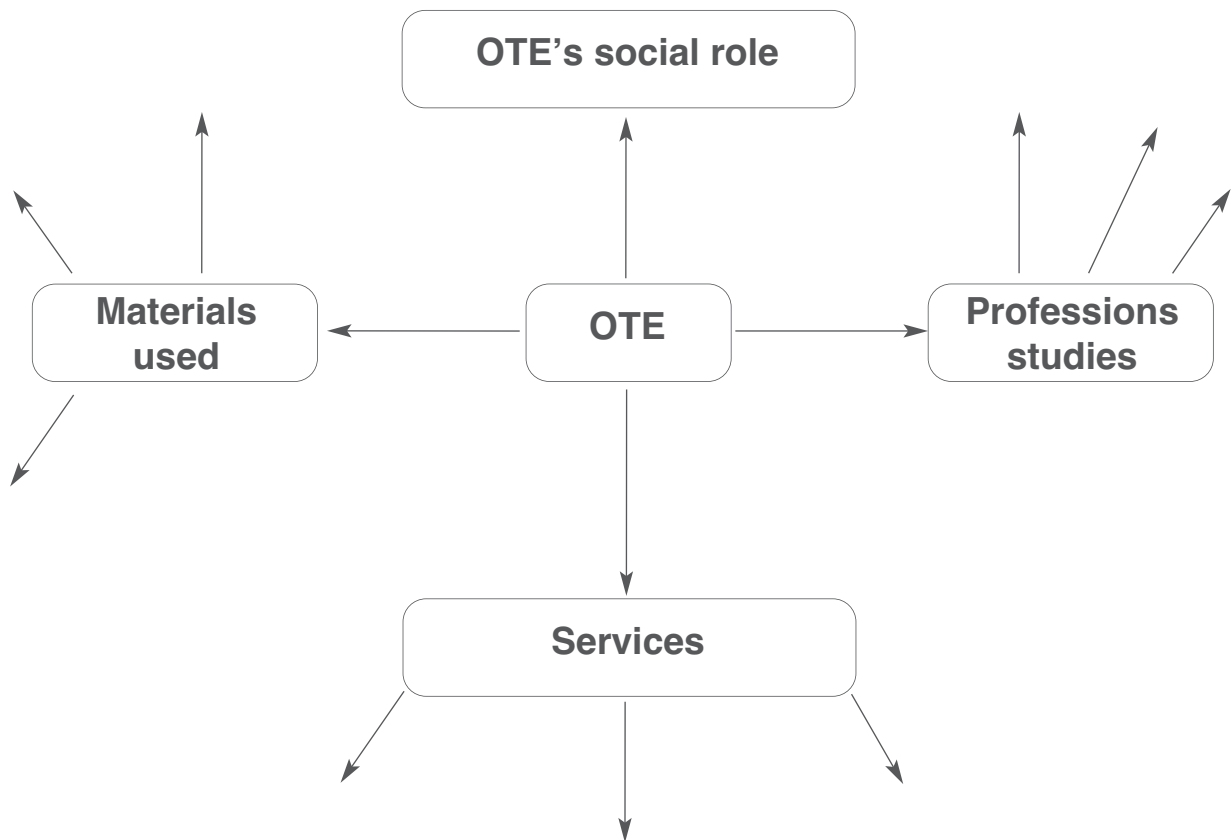 OTE’s social role
Materials
used
OTE
Professions
studies
Services